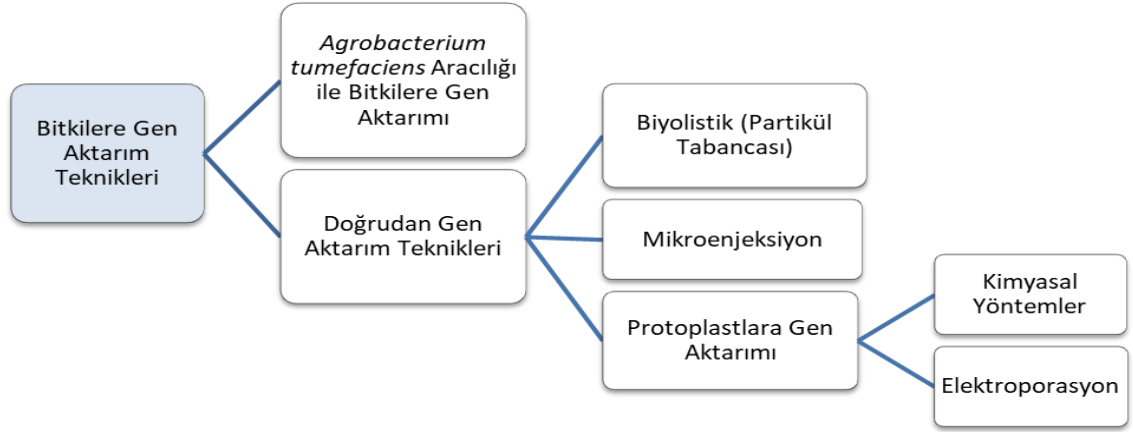 Bitkilere Gen
Aktarım
Teknikleri
Agrobacterium
tumefaciens Aracılığı
ile Bitkilere Gen
Aktarımı
Doğrudan Gen
Aktarım Teknikleri
Biyolistik (Partikül
Tabancası)
Mikroenjeksiyon
Protoplastlara Gen
Aktarımı
Kimyasal
Yöntemler
Elektroporasyon